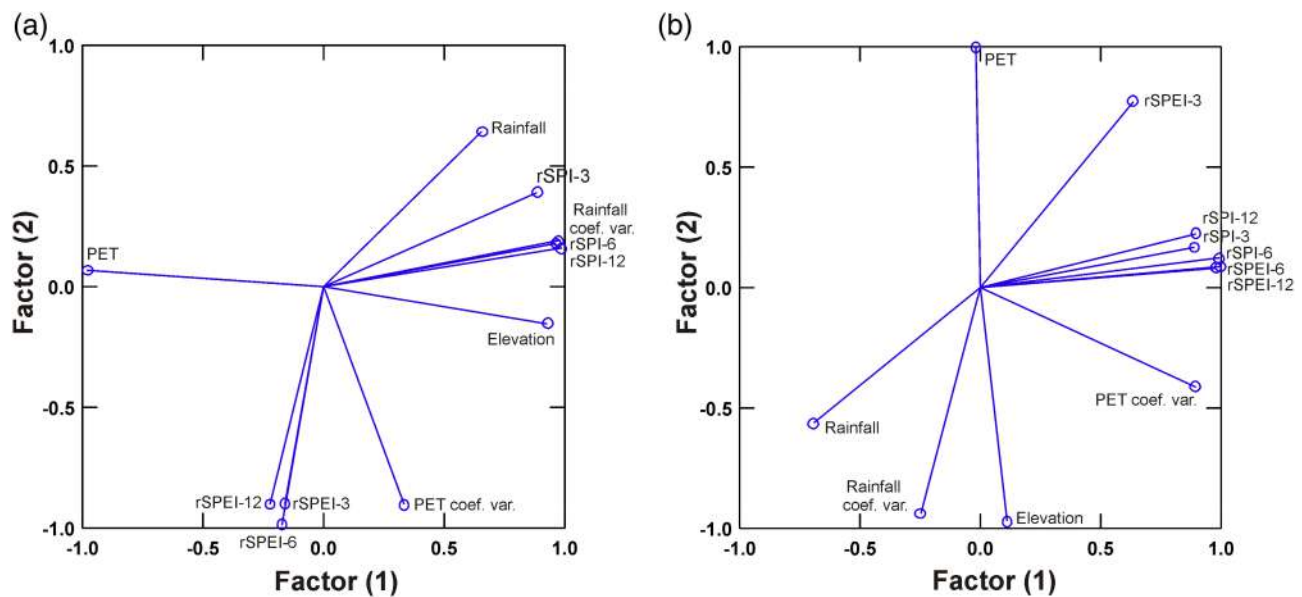 (a)
1.0
0.5
0.0
-0.5
-1.0
Factor (2)
Rainfall
rSPI-3
Rainfall
coef. var.
rSPI-6
rSPI-12
PET
Elevation
rSPEI-12
rSPEI-3
PET coef. var.
rSPEI-6
-1.0
-0.5
0.0
0.5
1.0
Factor (1)
(b)
1.0
0.5
0.0
-0.5
-1.0
Factor (2)
PET
rSPEI-3
rSPI-12
rSPI-3
rSPI-6
rSPEI-6
rSPEI-12
PET coef. var.
Rainfall
Rainfall
coef. var.
Elevation
-1.0
-0.5
0.0
0.5
1.0
Factor (1)